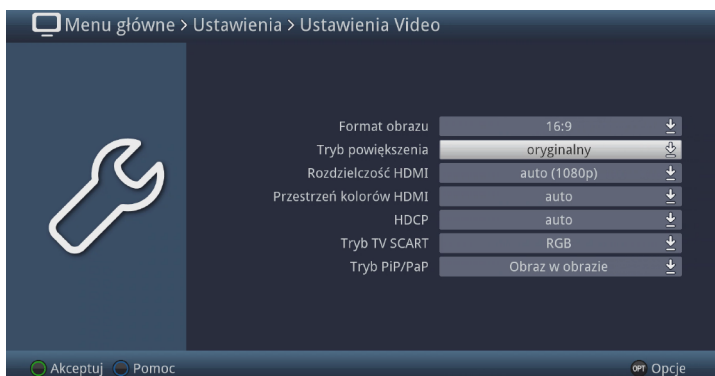 Menu główne > Ustawienia > Ustawienia Video
Format obrazu 16:9
Tryb powiększenia oryginalny
Rozdzielczość HDMI auto (1080p)
Przestrzeń kolorów HDMI auto
HDCP auto
Tryb TV SCART RGB
Tryb PiP/PaP Obraz w obrazie
Akceptuj Pomoc OPT Opcje